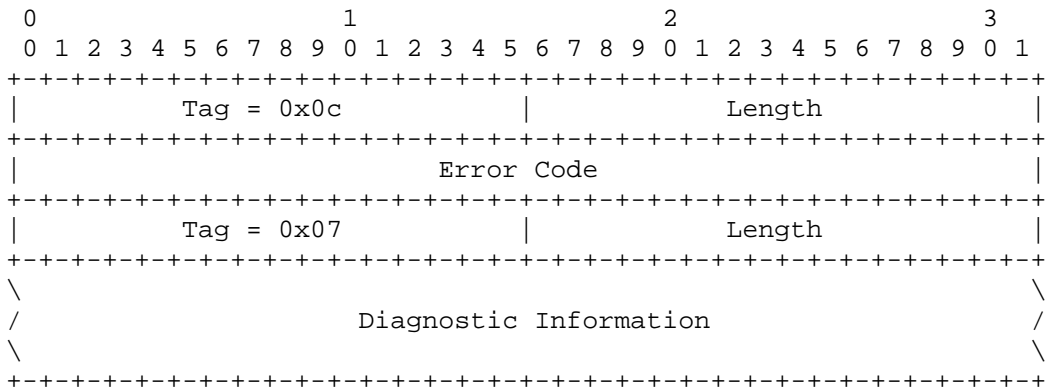 0                   1                   2                   3
 0 1 2 3 4 5 6 7 8 9 0 1 2 3 4 5 6 7 8 9 0 1 2 3 4 5 6 7 8 9 0 1
+-+-+-+-+-+-+-+-+-+-+-+-+-+-+-+-+-+-+-+-+-+-+-+-+-+-+-+-+-+-+-+-+
|          Tag = 0x0c           |            Length             |
+-+-+-+-+-+-+-+-+-+-+-+-+-+-+-+-+-+-+-+-+-+-+-+-+-+-+-+-+-+-+-+-+
|                          Error Code                           |
+-+-+-+-+-+-+-+-+-+-+-+-+-+-+-+-+-+-+-+-+-+-+-+-+-+-+-+-+-+-+-+-+
|          Tag = 0x07           |            Length             |
+-+-+-+-+-+-+-+-+-+-+-+-+-+-+-+-+-+-+-+-+-+-+-+-+-+-+-+-+-+-+-+-+
\                                                               \
/                     Diagnostic Information                    /
\                                                               \
+-+-+-+-+-+-+-+-+-+-+-+-+-+-+-+-+-+-+-+-+-+-+-+-+-+-+-+-+-+-+-+-+